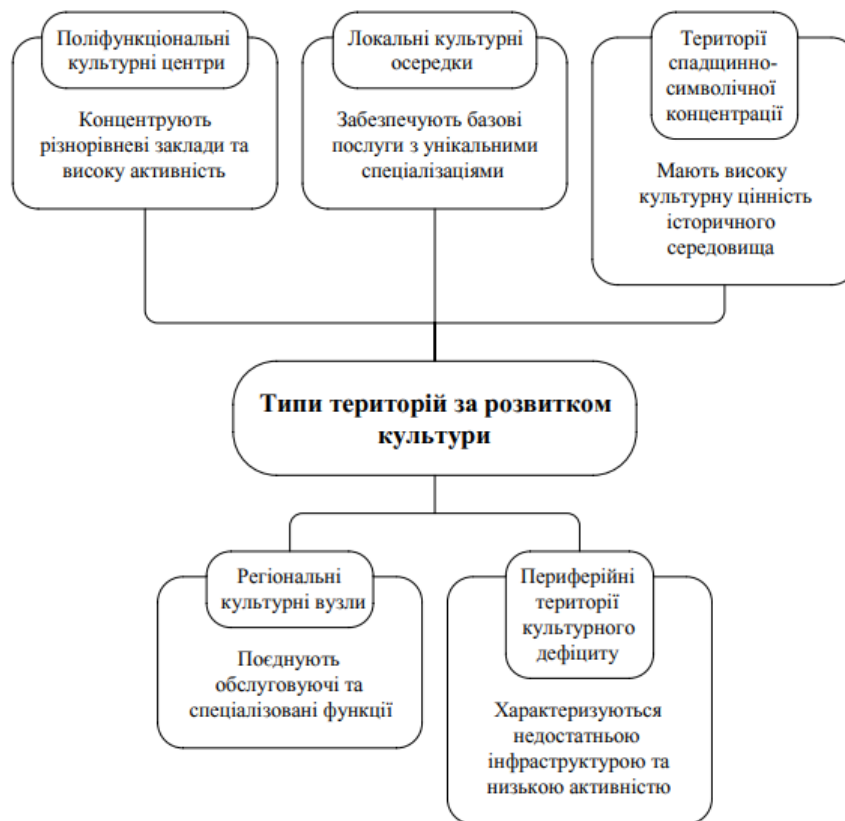 Поліфункціональні
культурні центри
Концентрують
різнорівневі заклади та
високу активність
Локальні культурні
осередки
Забезпечують базові
послуги з унікальними
спеціалізаціями
Території
спадщинно-
символічної
концентрації
Мають високу
культурну цінність
історичного
середовища
Типи територій за розвитком
культури
Регіональні
культурні вузли
Поєднують
обслуговуючі та
спеціалізовані функції
Периферійні
території
культурного
дефіциту
Характеризуються
недостатньою
інфраструктурою та
низькою активністю